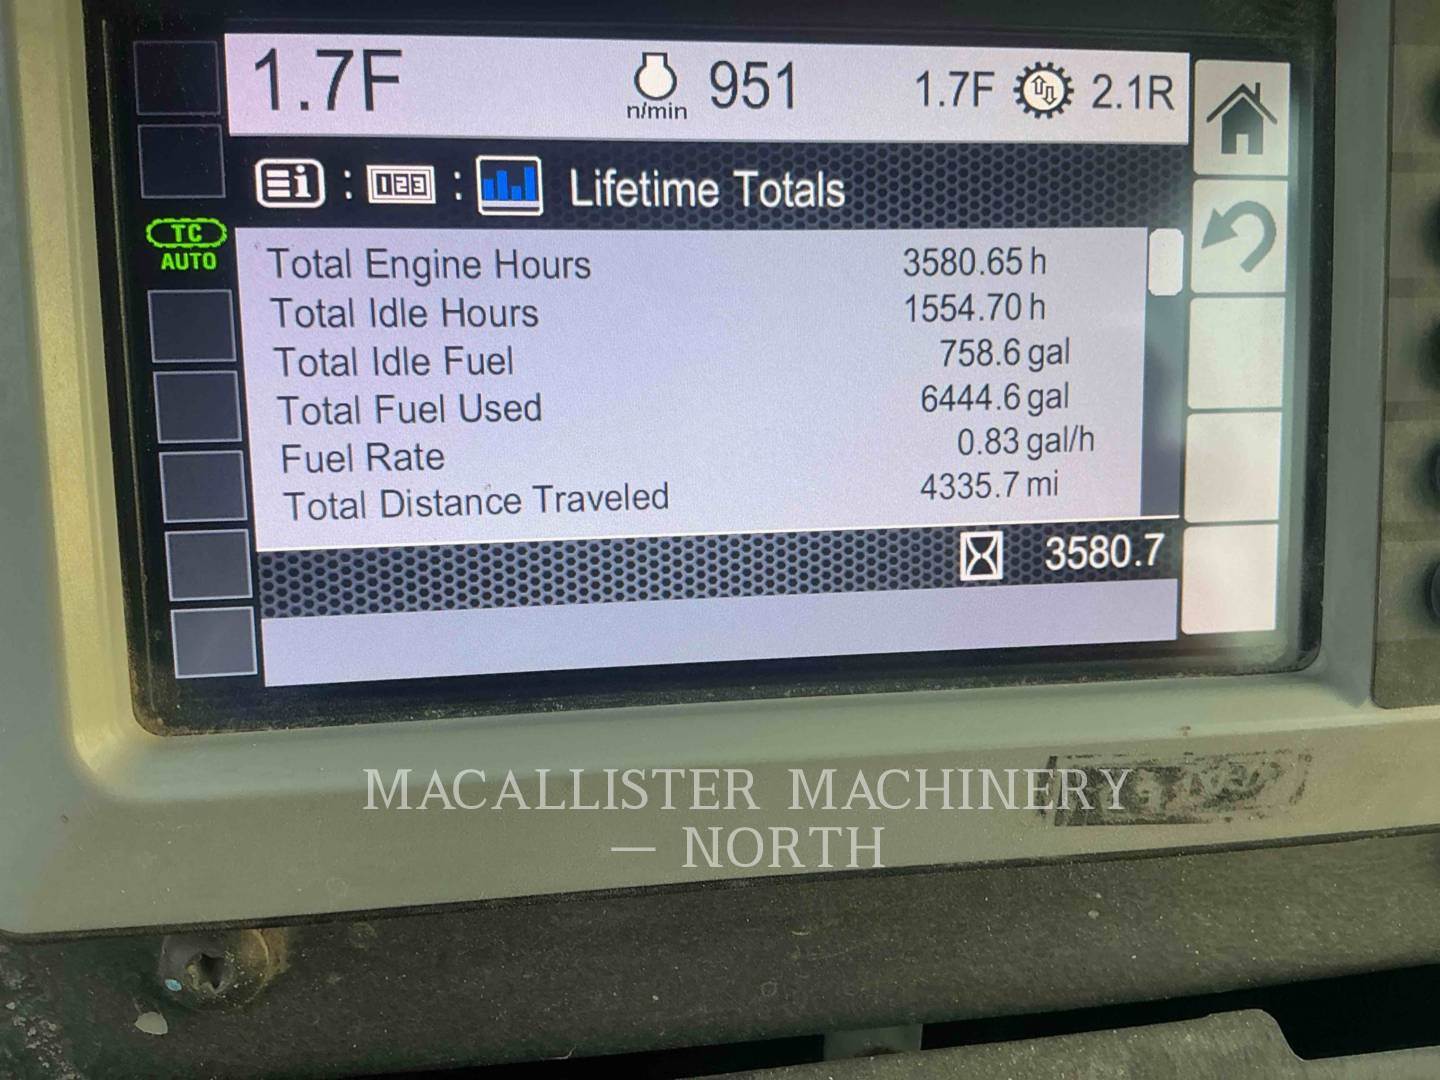 1.7F n/min 951 1.7F 2.1R
i : 123 : Lifetime Totals
TC
AUTO
Total Engine Hours 3580.65 h
Total Idle Hours 1554.70 h
Total Idle Fuel 758.6 gal
Total Fuel Used 6444.6 gal
Fuel Rate 0.83 gal/h
Total Distance Traveled 4335.7 mi
3580.7
MACALLISTER MACHINERY
— NORTH